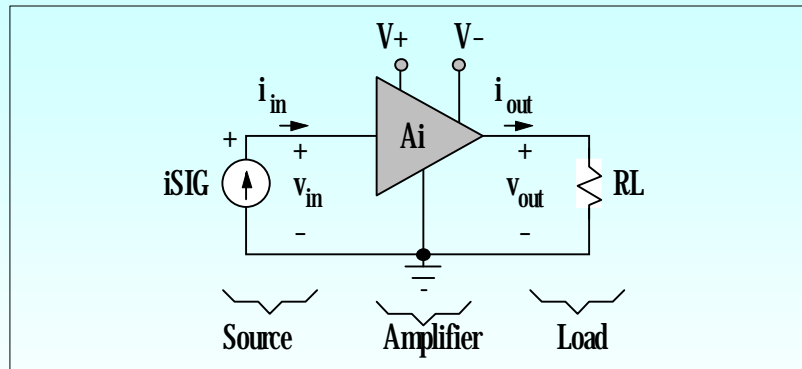 V+ V-
i in i out
+ + Ai +
iSIG v in v out RL
- -
-
Source Amplifier Load